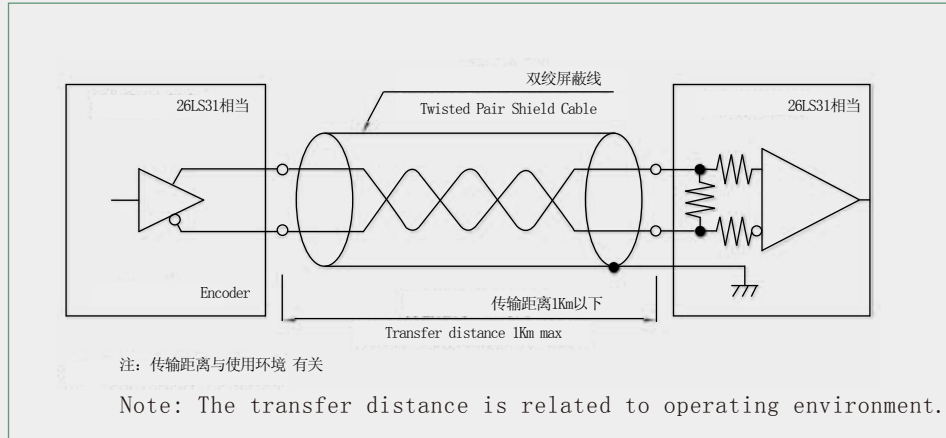 双绞屏蔽线
Twisted Pair Shield Cable
26LS31相当
26LS31相当
Encoder
传输距离1Km以下
Transfer distance 1Km max
注: 传输距离与使用环境 有关
Note: The transfer distance is related to operating environment.